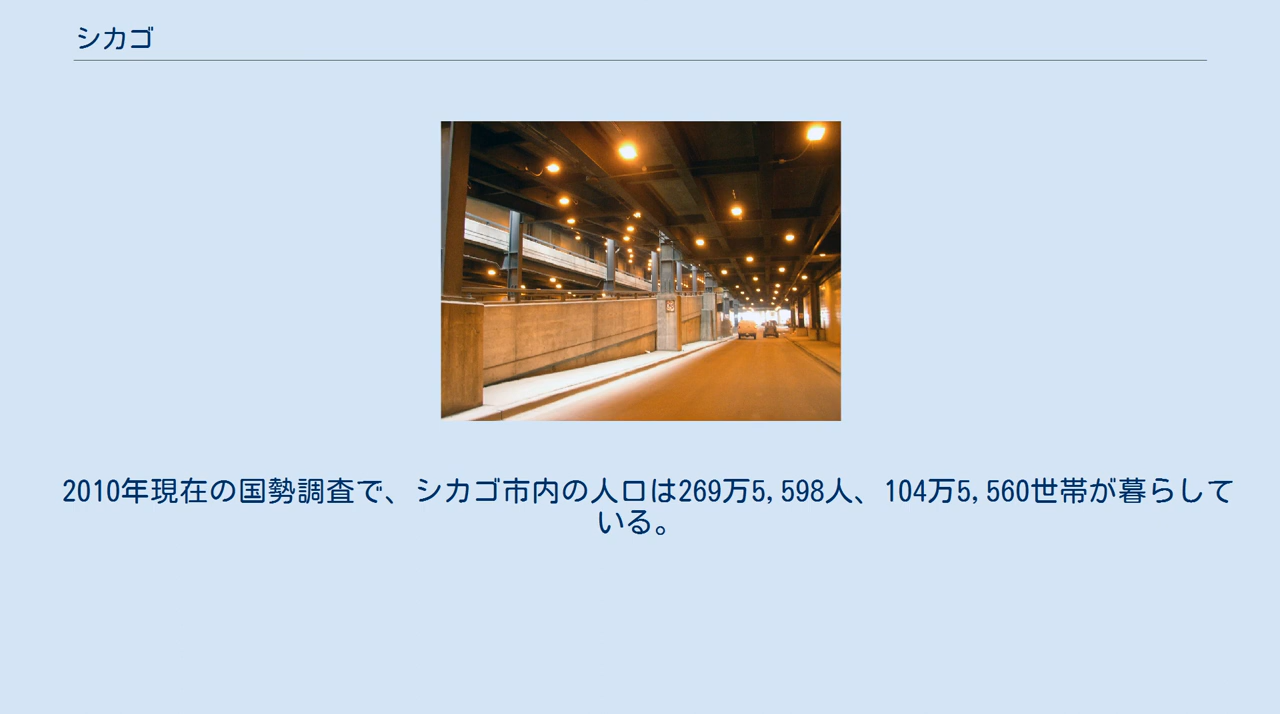 シカゴ
2010年現在の国勢調査で、シカゴ市内の人口は269万5,598人、104万5,560世帯が暮らして
いる。